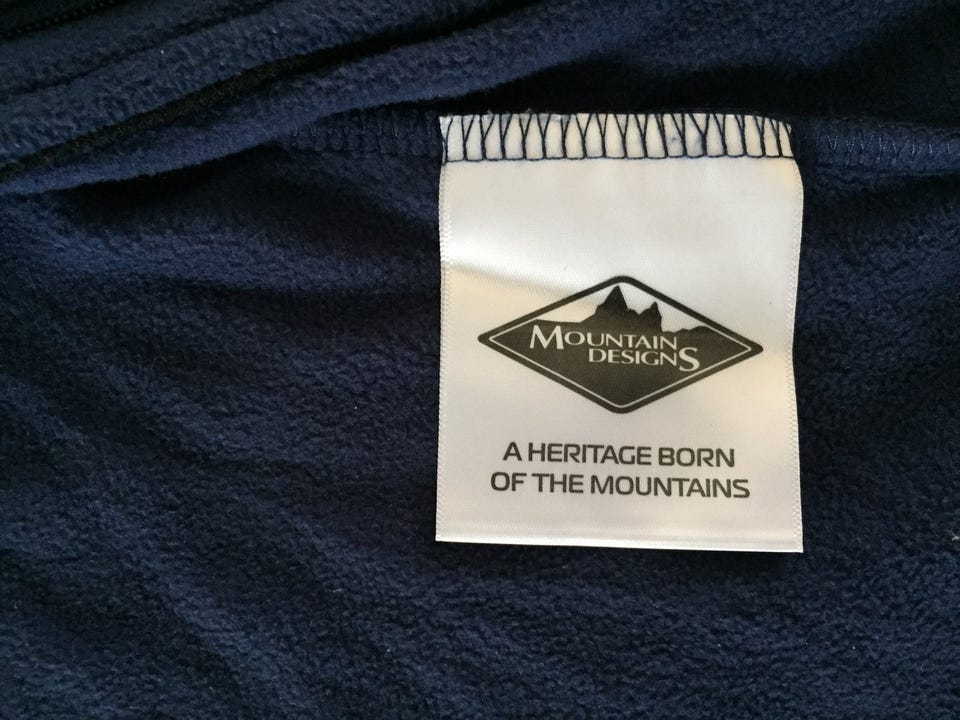 MOUNTAIN
DESIGNS
A HERITAGE BORN
OF THE MOUNTAINS